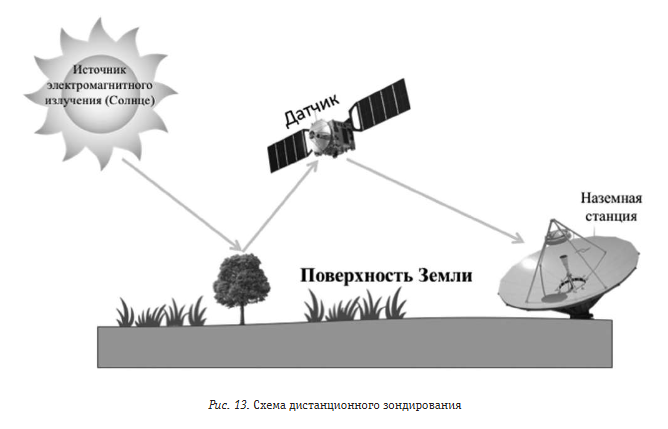 Источник
электромагнитного
излучения (Солнце)
Датчик
Наземная
станция
Поверхность Земли
Рис. 13. Схема дистанционного зондирования